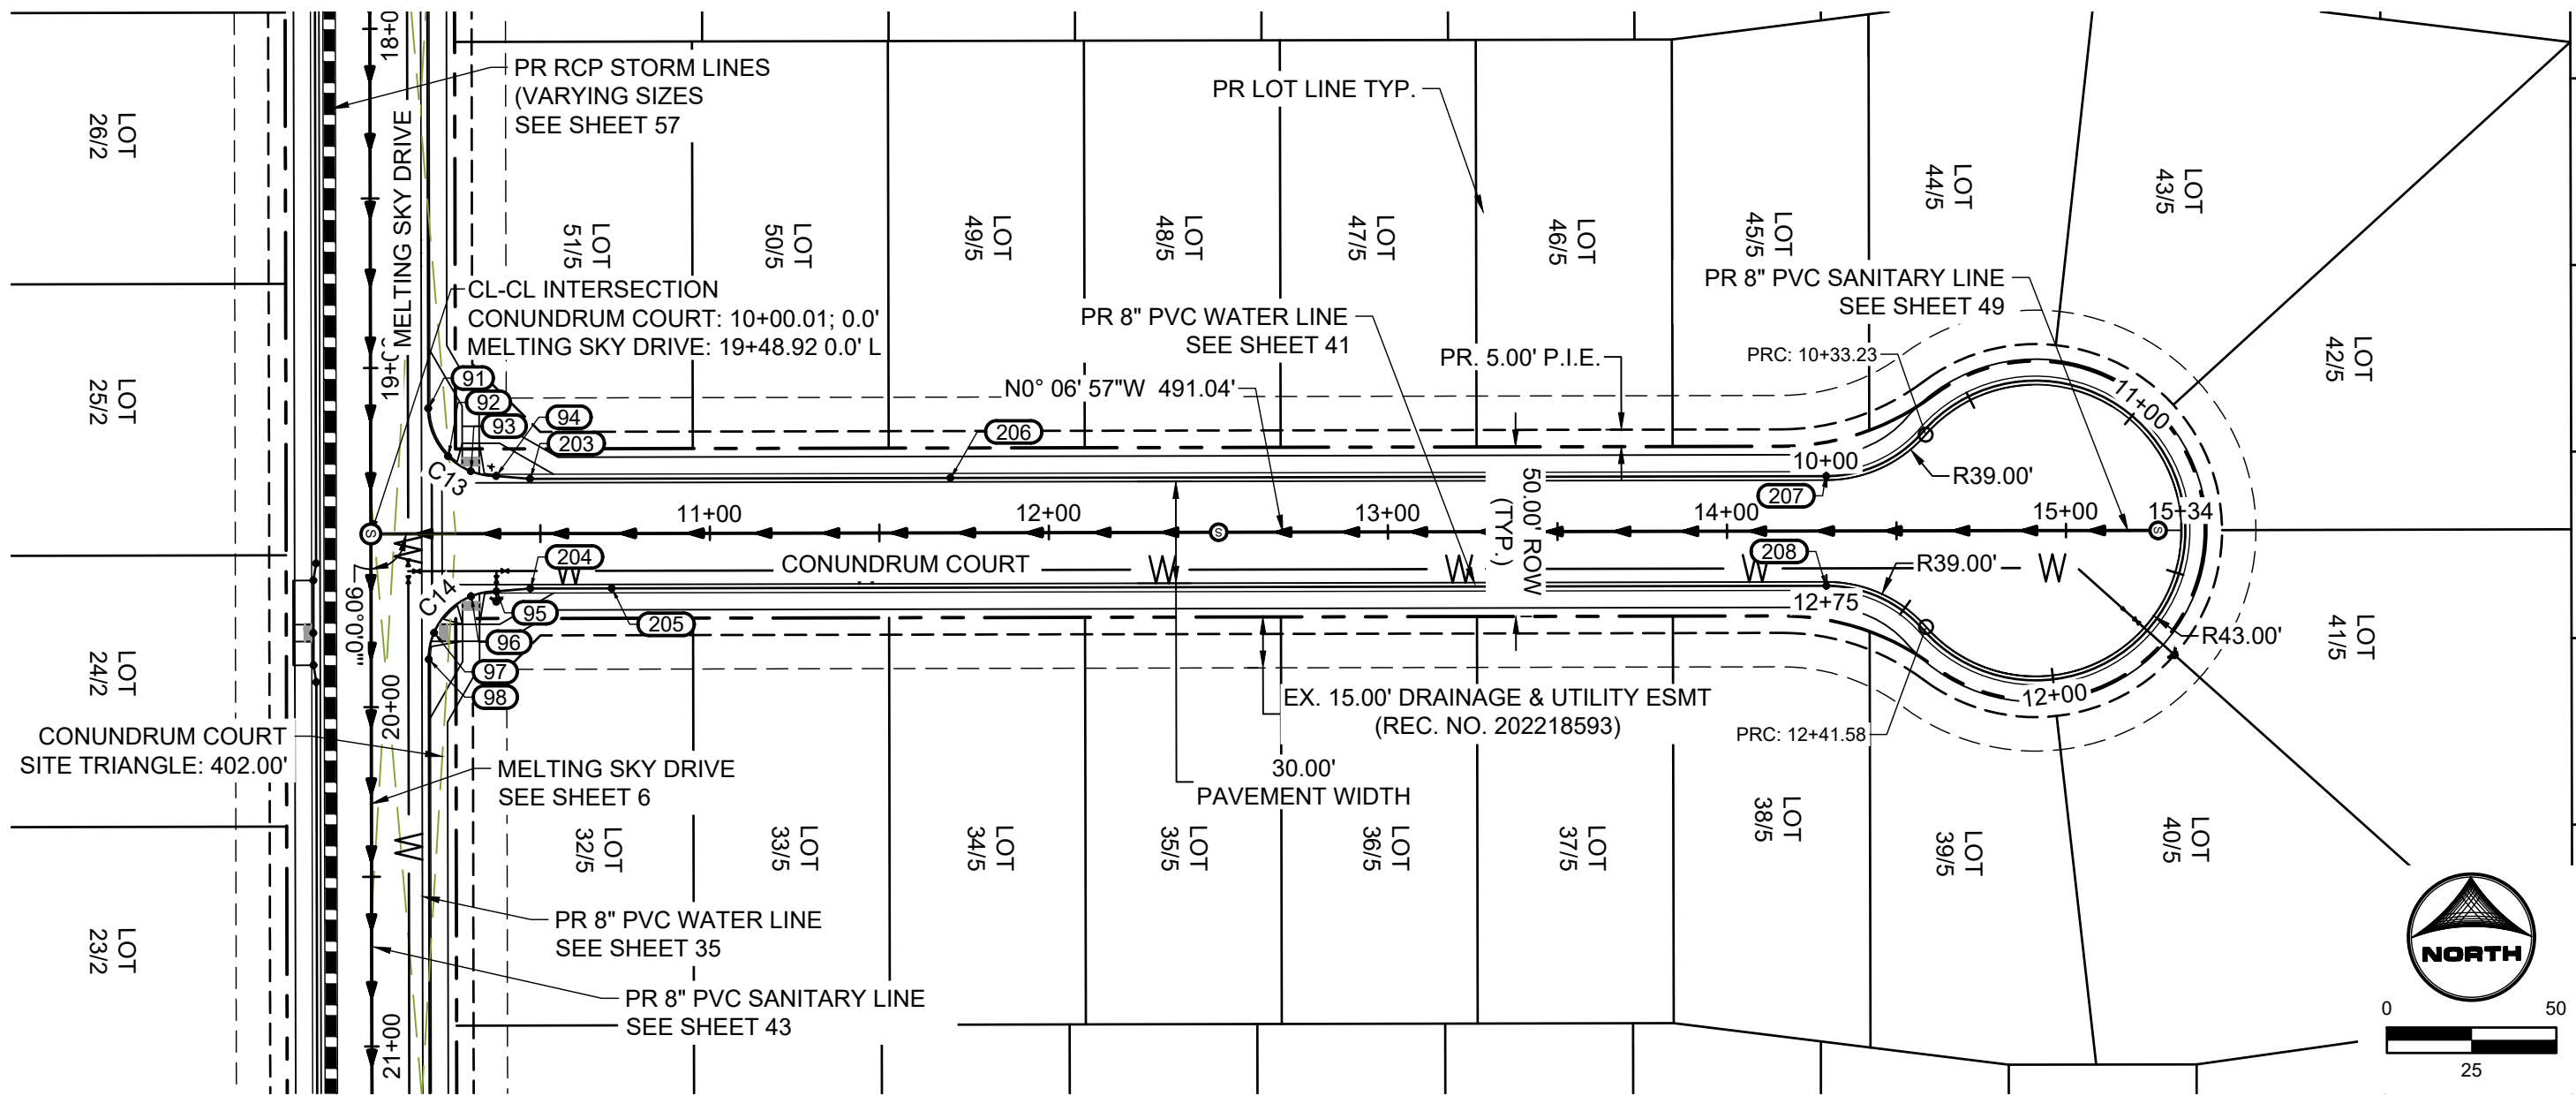 18+0
PR RCP STORM LINES
(VARYING SIZES
SEE SHEET 57
MELTING SKY DRIVE
PR LOT LINE TYP.
LOT
26/2
LOT
51/5
LOT
50/5
LOT
49/5
LOT
48/5
LOT
47/5
LOT
46/5
LOT
45/5
LOT
44/5
LOT
43/5
CL-CL INTERSECTION
CONUNDRUM COURT: 10+00.01; 0.0'
MELTING SKY DRIVE: 19+48.92 0.0' L
PR 8" PVC WATER LINE
SEE SHEET 41
PR 8" PVC SANITARY LINE
SEE SHEET 49
PR. 5.00' P.I.E.
PRC: 10+33.23
N0° 06' 57"W 491.04'
LOT
25/2
19+0
LOT
42/5
91
92
93
94
203
206
C13
10+00
207
R39.00'
11+00
S
11+00
12+00
S
13+00
50.00' ROW
(TYP.)
14+00
15+00
15+34
S
W
204
W
CONUNDRUM COURT
W
W
W
208
R39.00'
W
90°0'0"
C14
95
205
96
97
98
12+75
R43.00'
12+00
LOT
41/5
LOT
24/2
20+00
CONUNDRUM COURT
SITE TRIANGLE: 402.00'
EX. 15.00' DRAINAGE & UTILITY ESMT
(REC. NO. 202218593)
PRC: 12+41.58
30.00'
PAVEMENT WIDTH
MELTING SKY DRIVE
SEE SHEET 6
W
LOT
32/5
LOT
33/5
LOT
34/5
LOT
35/5
LOT
36/5
LOT
37/5
LOT
38/5
LOT
39/5
LOT
40/5
PR 8" PVC WATER LINE
SEE SHEET 35
LOT
23/2
PR 8" PVC SANITARY LINE
SEE SHEET 43
21+00
NORTH
0
50
25